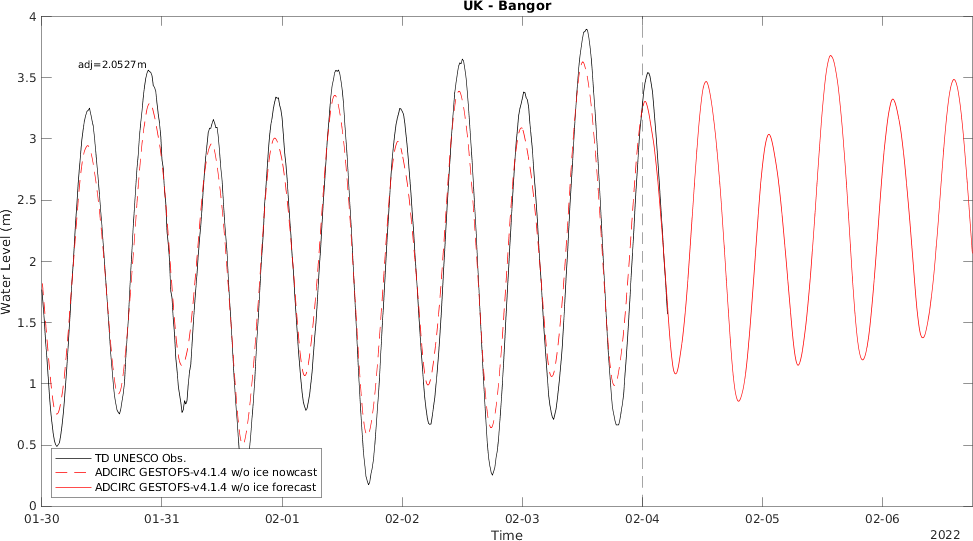 UK - Bangor
adj=2.0527m
4
3.5
3
2.5
2
1.5
1
0.5
0
Water Level (m)
TD UNESCO Obs.
ADCIRC GESTOFS-v4.1.4 w/o ice nowcast
ADCIRC GESTOFS-v4.1.4 w/o ice forecast
01-30 01-31 02-01 02-02 02-03 02-04 02-05 02-06
Time
2022